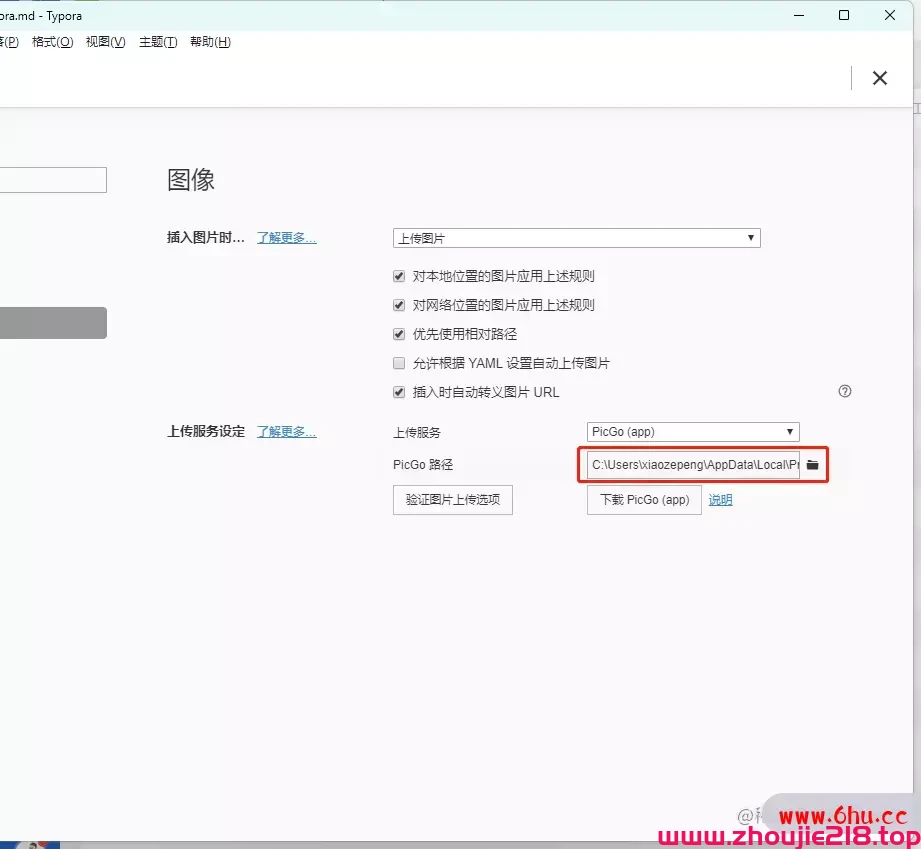 ora.md - Typora
(P) 格式(O) 视图(V) 主题(T) 帮助(H)
图像
插入图片时... 了解更多... 上传图片
对本地位置的图片应用上述规则
对网络位置的图片应用上述规则
优先使用相对路径
允许根据 YAML 设置自动上传图片
插入时自动转义图片 URL
上传服务设定 了解更多... 上传服务 PicGo (app)
PicGo 路径 C:\Users\xiaozepeng\AppData\Local\Pr
验证图片上传选项 下载 PicGo (app) 说明
www.6hu.cc
www.zhoujie218.top